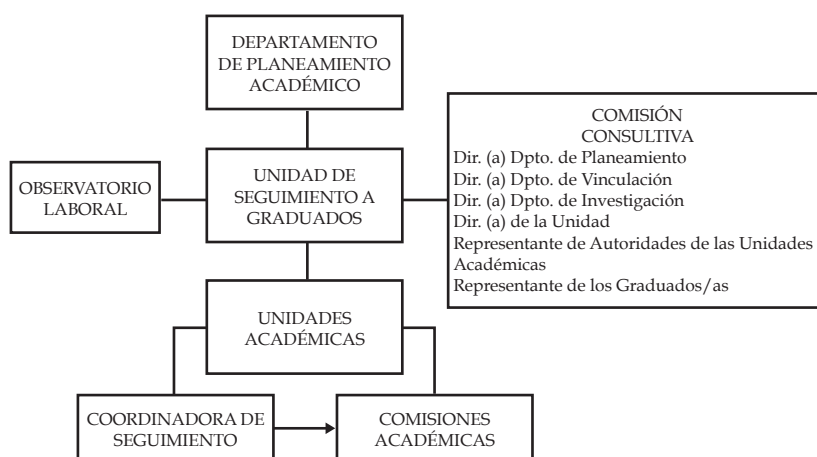 DEPARTAMENTO
DE PLANEAMIENTO
ACADÉMICO
COMISIÓN
CONSULTIVA
Dir. (a) Dpto. de Planeamiento
Dir. (a) Dpto. de Vinculación
Dir. (a) Dpto. de Investigación
Dir. (a) de la Unidad
Representante de Autoridades de las Unidades
Académicas
Representante de los Graduados/as
OBSERVATORIO
LABORAL
UNIDAD DE
SEGUIMIENTO A
GRADUADOS
UNIDADES
ACADÉMICAS
COORDINADORA DE
SEGUIMIENTO
COMISIONES
ACADÉMICAS